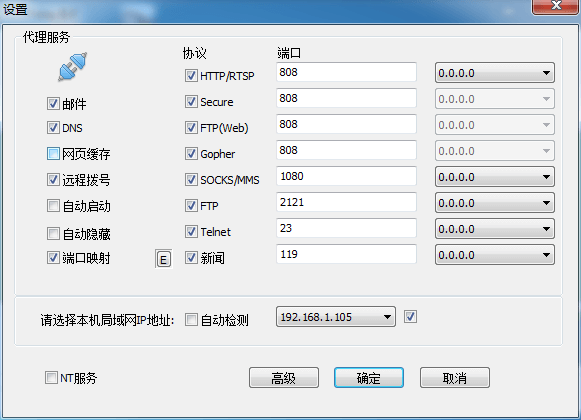 设置
代理服务
协议 端口
HTTP/RTSP 808 0.0.0.0
邮件 Secure 808 0.0.0.0
DNS FTP(Web) 808 0.0.0.0
网页缓存 Gopher 808 0.0.0.0
远程拨号 SOCKS/MMS 1080 0.0.0.0
自动启动 FTP 2121 0.0.0.0
自动隐藏 Telnet 23 0.0.0.0
端口映射 E 新闻 119 0.0.0.0
请选择本机局域网IP地址: 自动检测 192.168.1.105
NT服务 高级 确定 取消